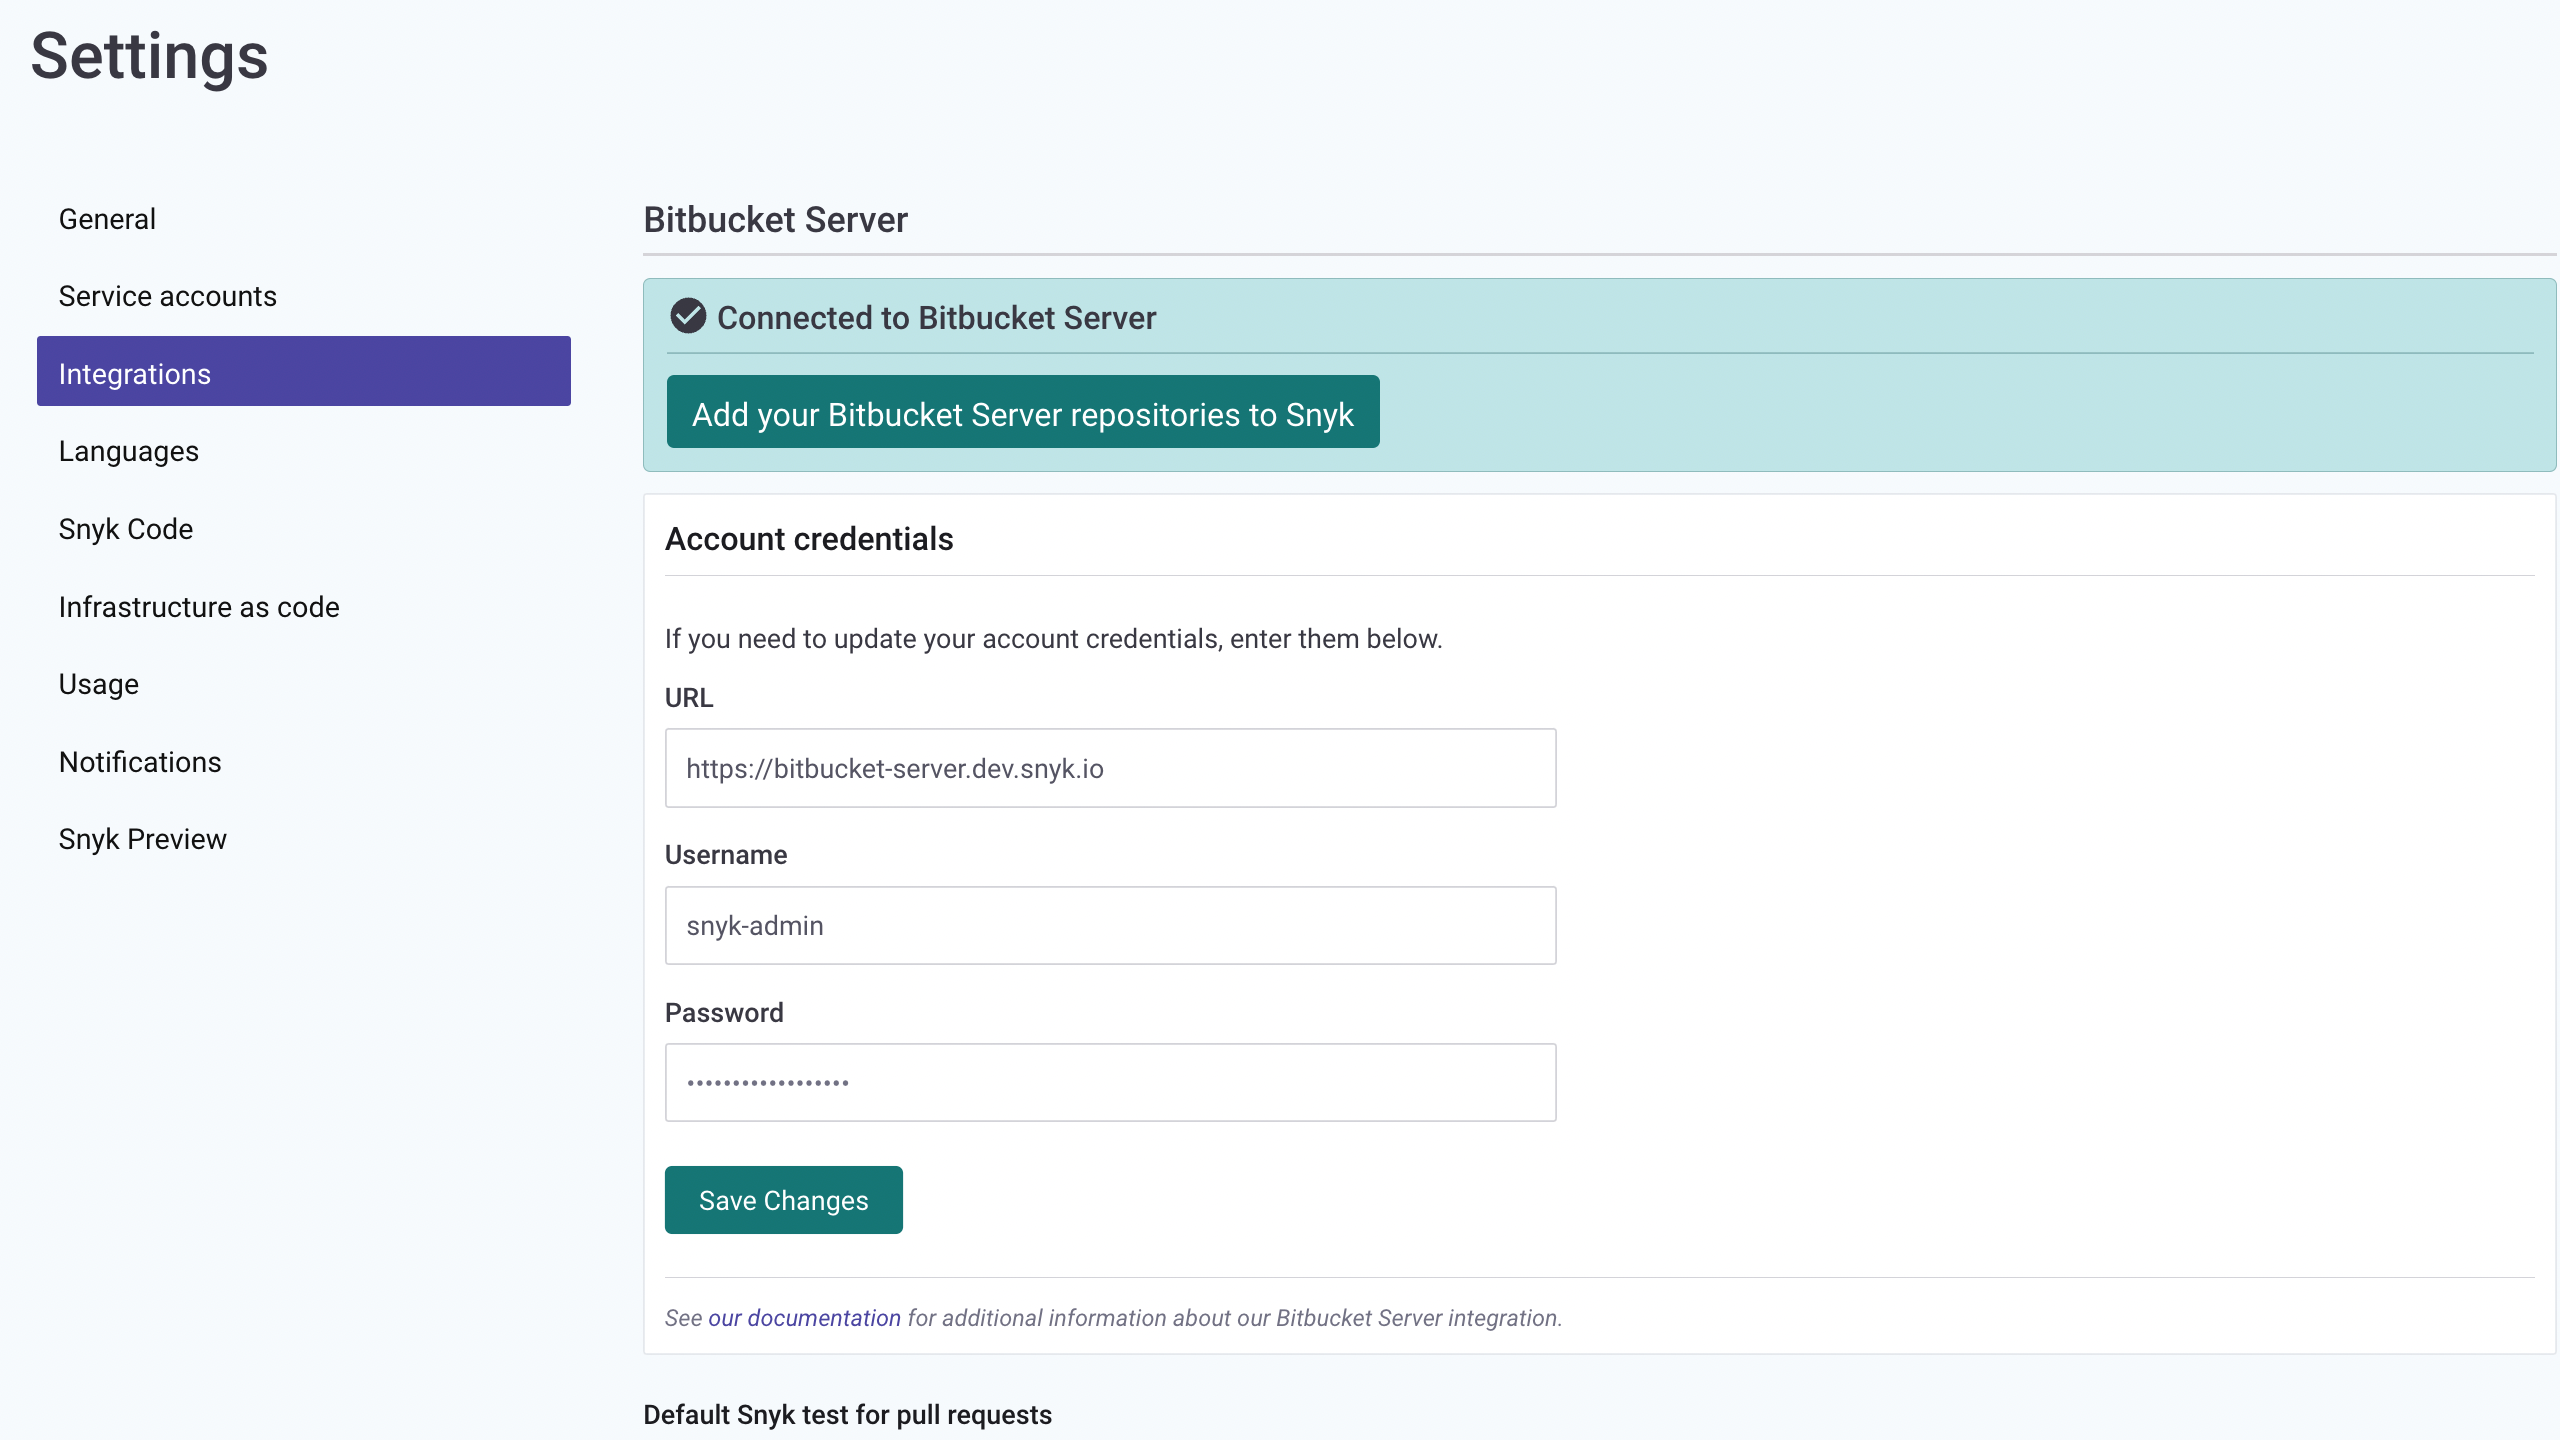 Settings
General
Service accounts
Integrations
Languages
Snyk Code
Infrastructure as code
Usage
Notifications
Snyk Preview
Bitbucket Server
Connected to Bitbucket Server
Add your Bitbucket Server repositories to Snyk
Account credentials
If you need to update your account credentials, enter them below.
URL
https://bitbucket-server.dev.snyk.io
Username
snyk-admin
Password
••••••••••••••••••
Save Changes
See our documentation for additional information about our Bitbucket Server integration.
Default Snyk test for pull requests